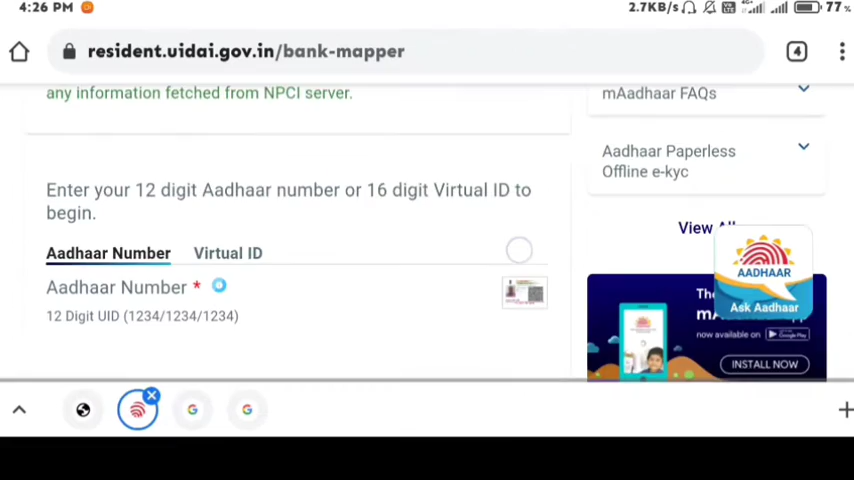 4:26 PM
2.7KB/s
77%
resident.uidai.gov.in/bank-mapper
4
any information fetched from NPCI server.
mAadhaar FAQs
Aadhaar Paperless
Offline e-kyc
Enter your 12 digit Aadhaar number or 16 digit Virtual ID to
begin.
View
Aadhaar Number
Virtual ID
Aadhaar Number *
12 Digit UID (1234/1234/1234)
AADHAAR
Ask Aadhaar
now available on
INSTALL NOW